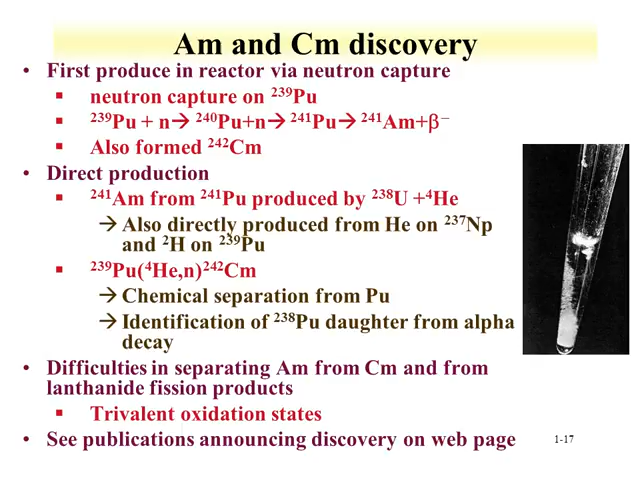 Am and Cm discovery
• First produce in reactor via neutron capture
▪ neutron capture on ²³⁹Pu
▪ ²³⁹Pu + n→ ²⁴⁰Pu+n→ ²⁴¹Pu→ ²⁴¹Am+β⁻
▪ Also formed ²⁴²Cm
• Direct production
▪ ²⁴¹Am from ²⁴¹Pu produced by ²³⁸U +⁴He
→ Also directly produced from He on ²³⁷Np
and ²H on ²³⁹Pu
▪ ²³⁹Pu(⁴He,n)²⁴²Cm
→ Chemical separation from Pu
→ Identification of ²³⁸Pu daughter from alpha
decay
• Difficulties in separating Am from Cm and from
lanthanide fission products
▪ Trivalent oxidation states
• See publications announcing discovery on web page
1-17